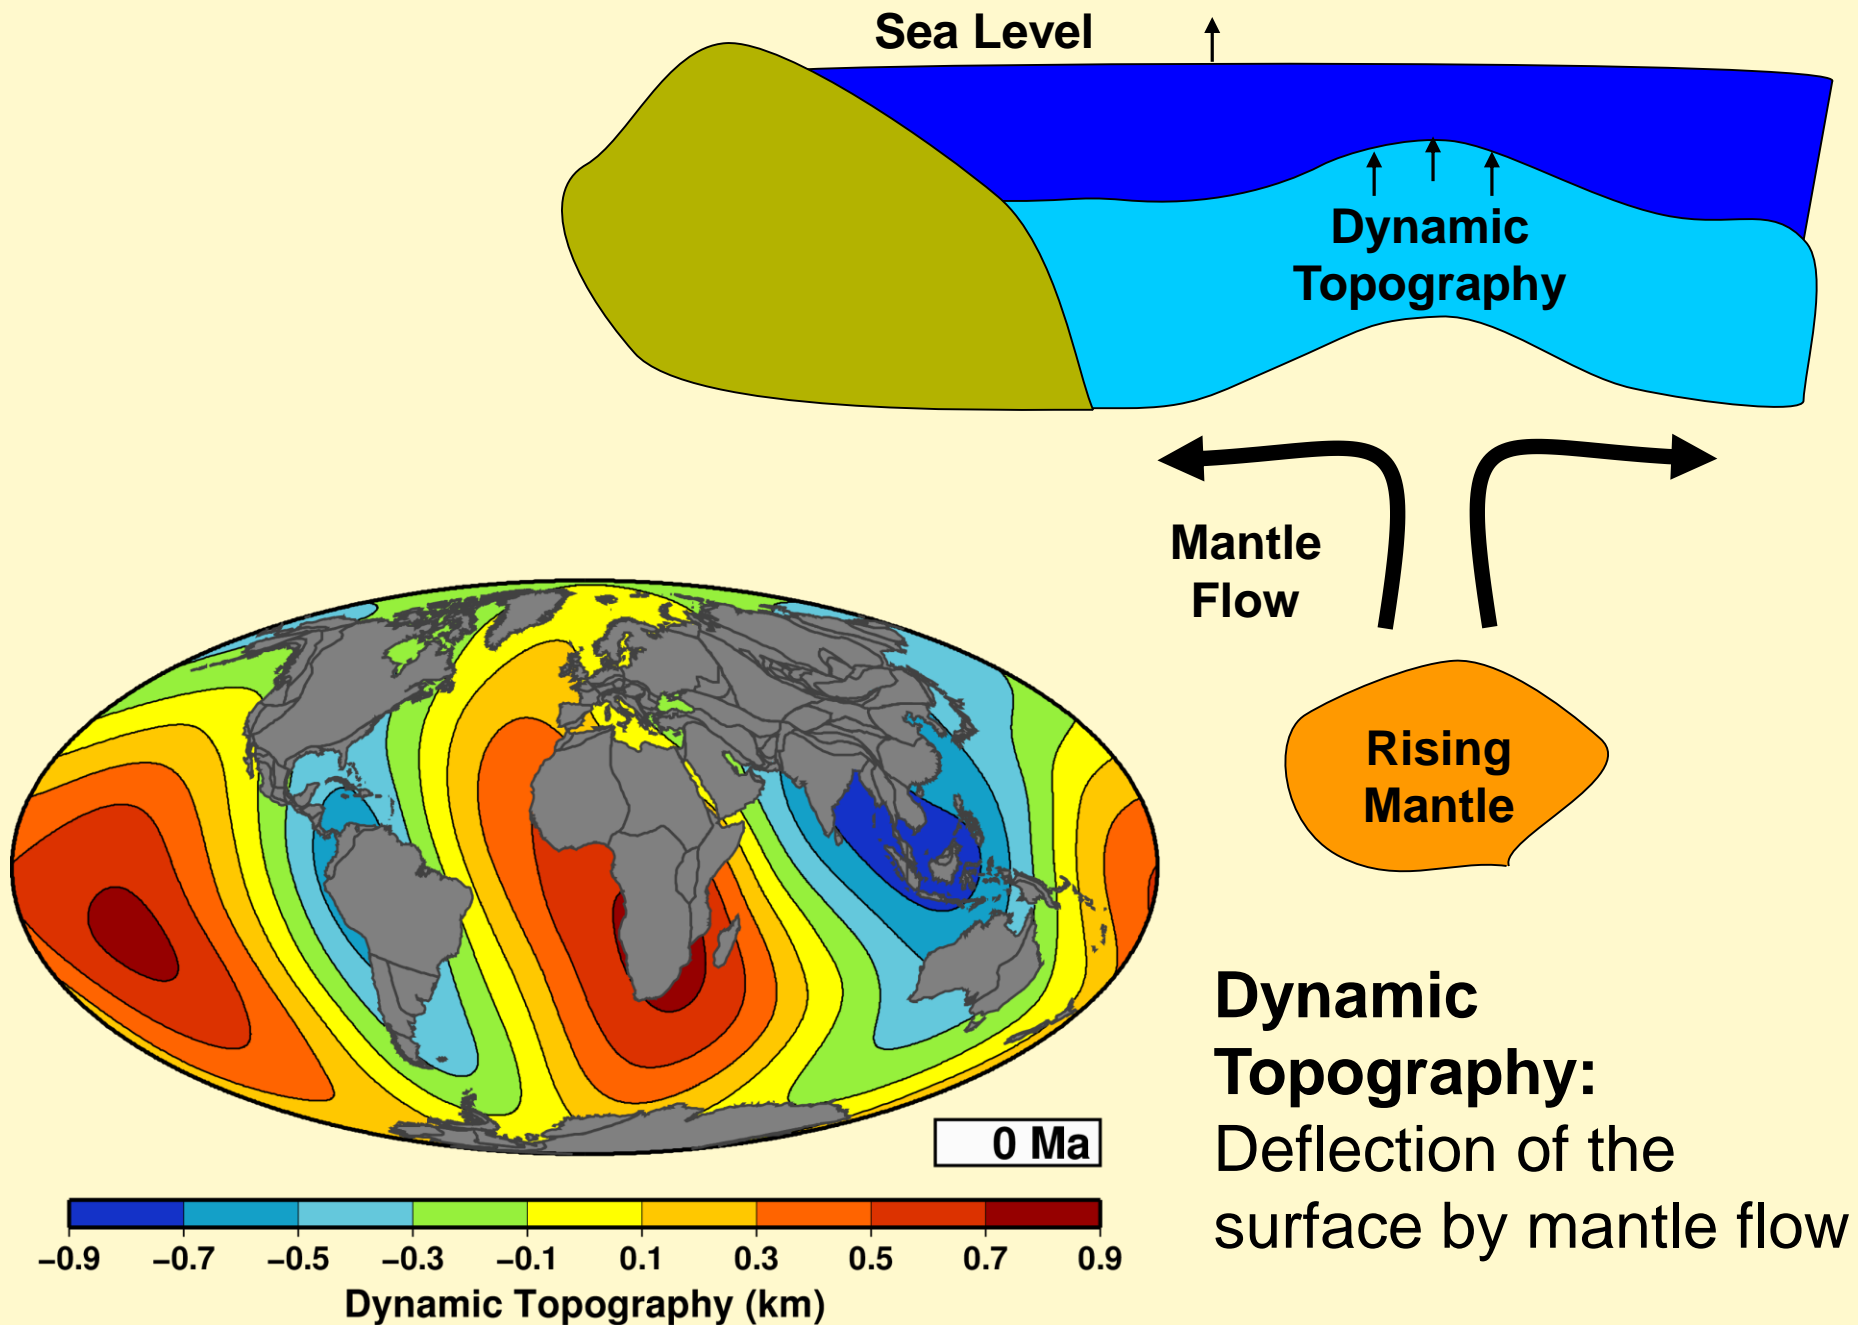 Sea Level
Dynamic
Topography
Mantle
Flow
Rising
Mantle
0 Ma
−0.9 −0.7 −0.5 −0.3 −0.1 0.1 0.3 0.5 0.7 0.9
Dynamic Topography (km)
Dynamic
Topography:
Deflection of the
surface by mantle flow